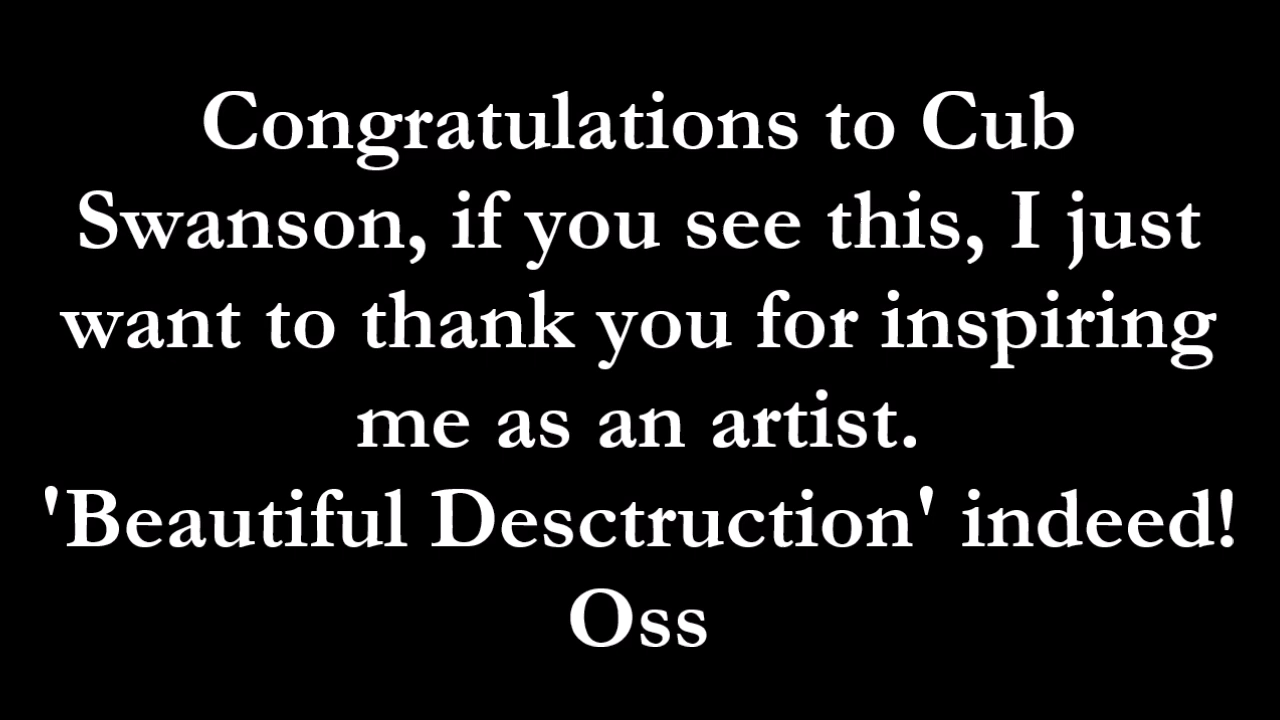 Congratulations to Cub
Swanson, if you see this, I just
want to thank you for inspiring
me as an artist.
'Beautiful Desctruction' indeed!
Oss